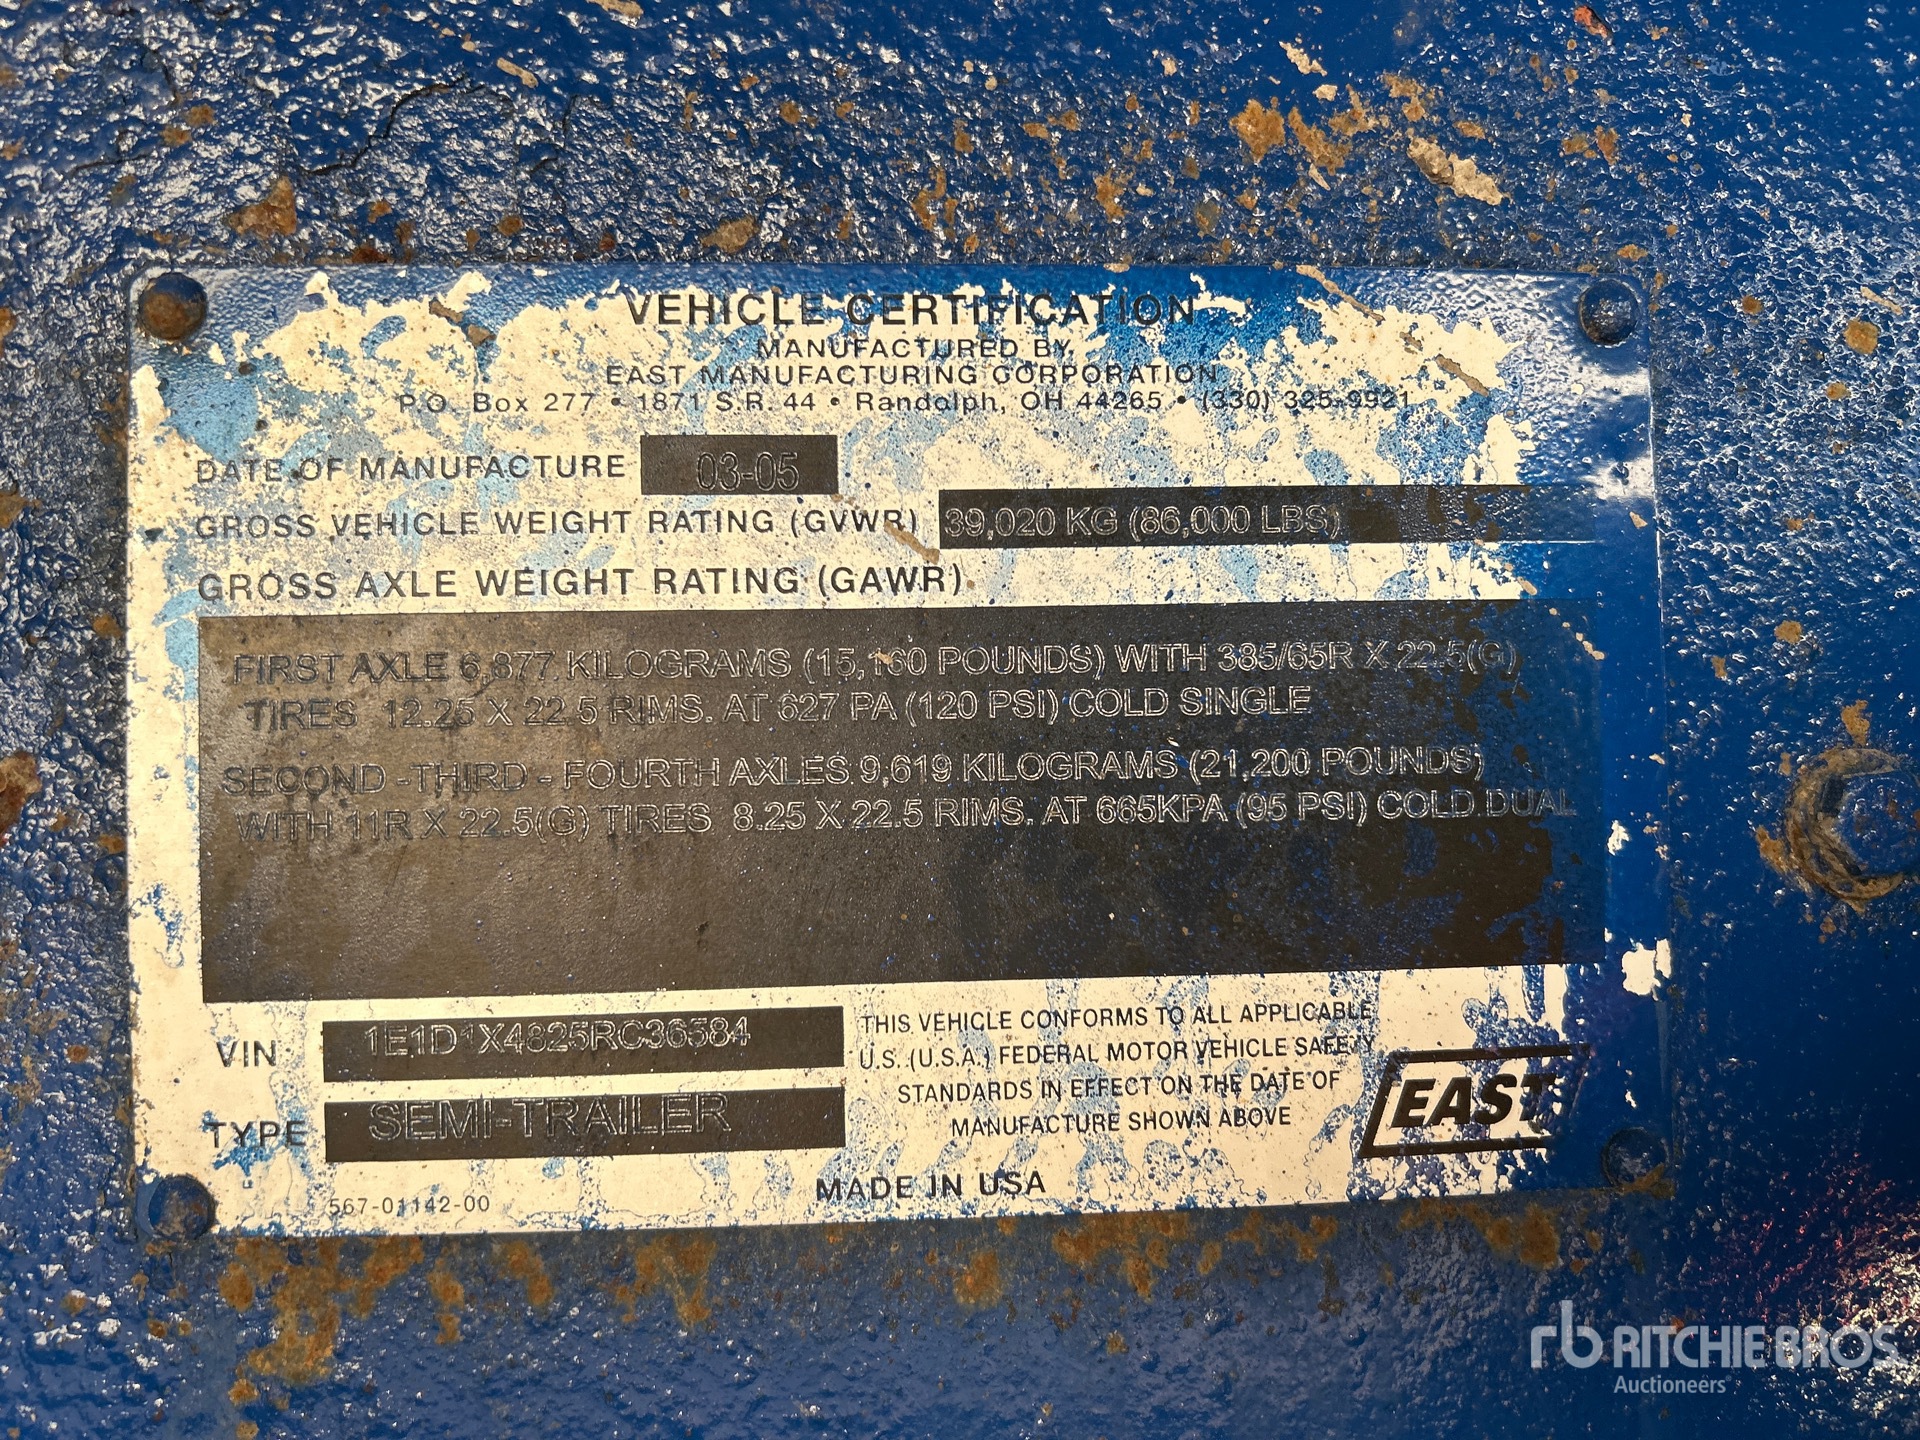 VEHICLE CERTIFICATION
MANUFACTURED BY
EAST MANUFACTURING CORPORATION
P.O. Box 277 • 1871 S.R. 44 • Randolph, OH 44265 • (330) 325-9921
DATE OF MANUFACTURE 03-05
GROSS VEHICLE WEIGHT RATING (GVWR) 39,020 KG (86,000 LBS)
GROSS AXLE WEIGHT RATING (GAWR)
FIRST AXLE 6,877 KILOGRAMS (15,160 POUNDS) WITH 385/65R X 22.5(G)
TIRES 12.25 X 22.5 RIMS. AT 627 PA (120 PSI) COLD SINGLE
SECOND -THIRD - FOURTH AXLES 9,619 KILOGRAMS (21,200 POUNDS)
WITH 11R X 22.5(G) TIRES 8.25 X 22.5 RIMS. AT 665KPA (95 PSI) COLD DUAL
VIN 1E1D1X4825RC36584
TYPE SEMI-TRAILER
THIS VEHICLE CONFORMS TO ALL APPLICABLE
U.S. (U.S.A.) FEDERAL MOTOR VEHICLE SAFETY
STANDARDS IN EFFECT ON THE DATE OF
MANUFACTURE SHOWN ABOVE
EAST
567-01142-00
MADE IN USA
rb RITCHIE BROS
Auctioneers